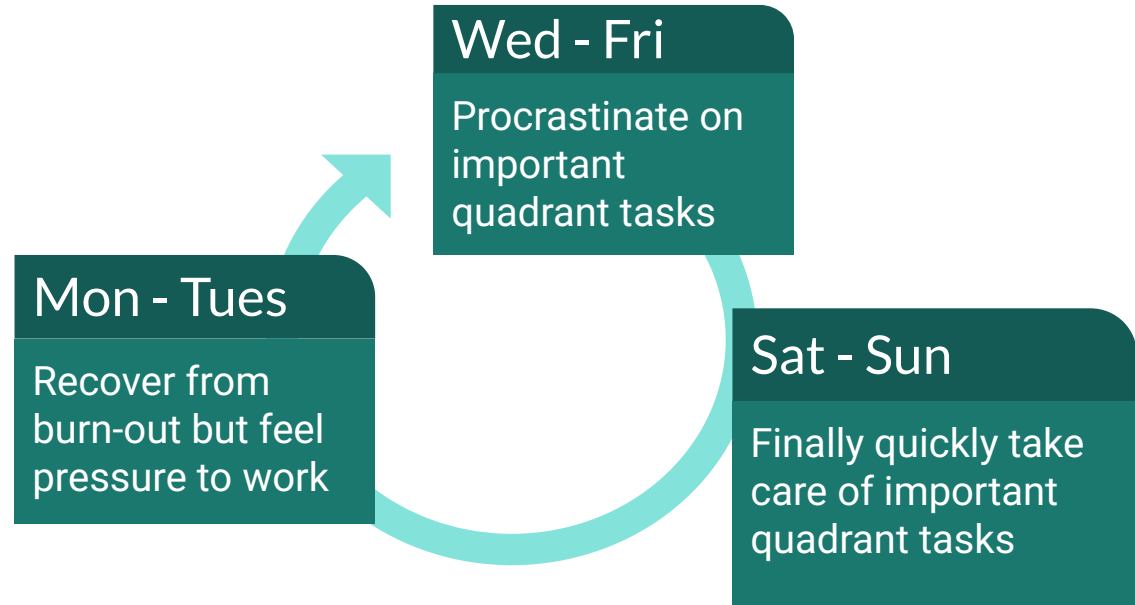 Wed - Fri
Procrastinate on
important
quadrant tasks
Mon - Tues
Recover from
burn-out but feel
pressure to work
Sat - Sun
Finally quickly take
care of important
quadrant tasks